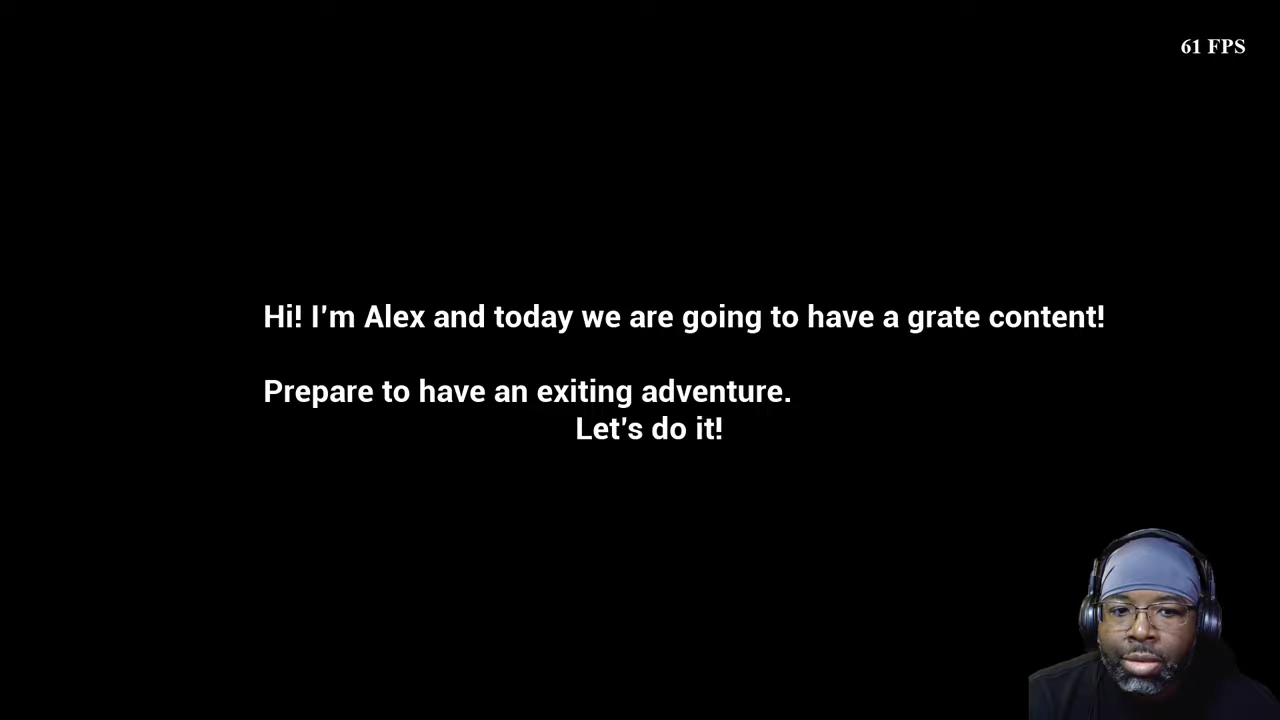 61 FPS
Hi! I'm Alex and today we are going to have a grate content!
Prepare to have an exiting adventure.
Let's do it!